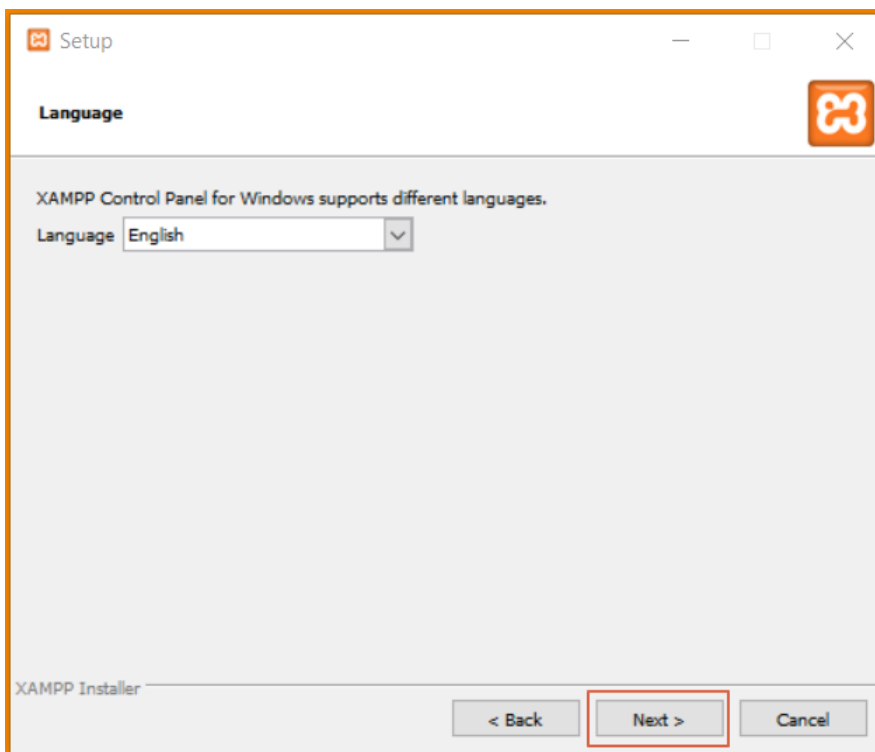 Setup
Language
XAMPP Control Panel for Windows supports different languages.
Language English
XAMPP Installer
< Back Next > Cancel